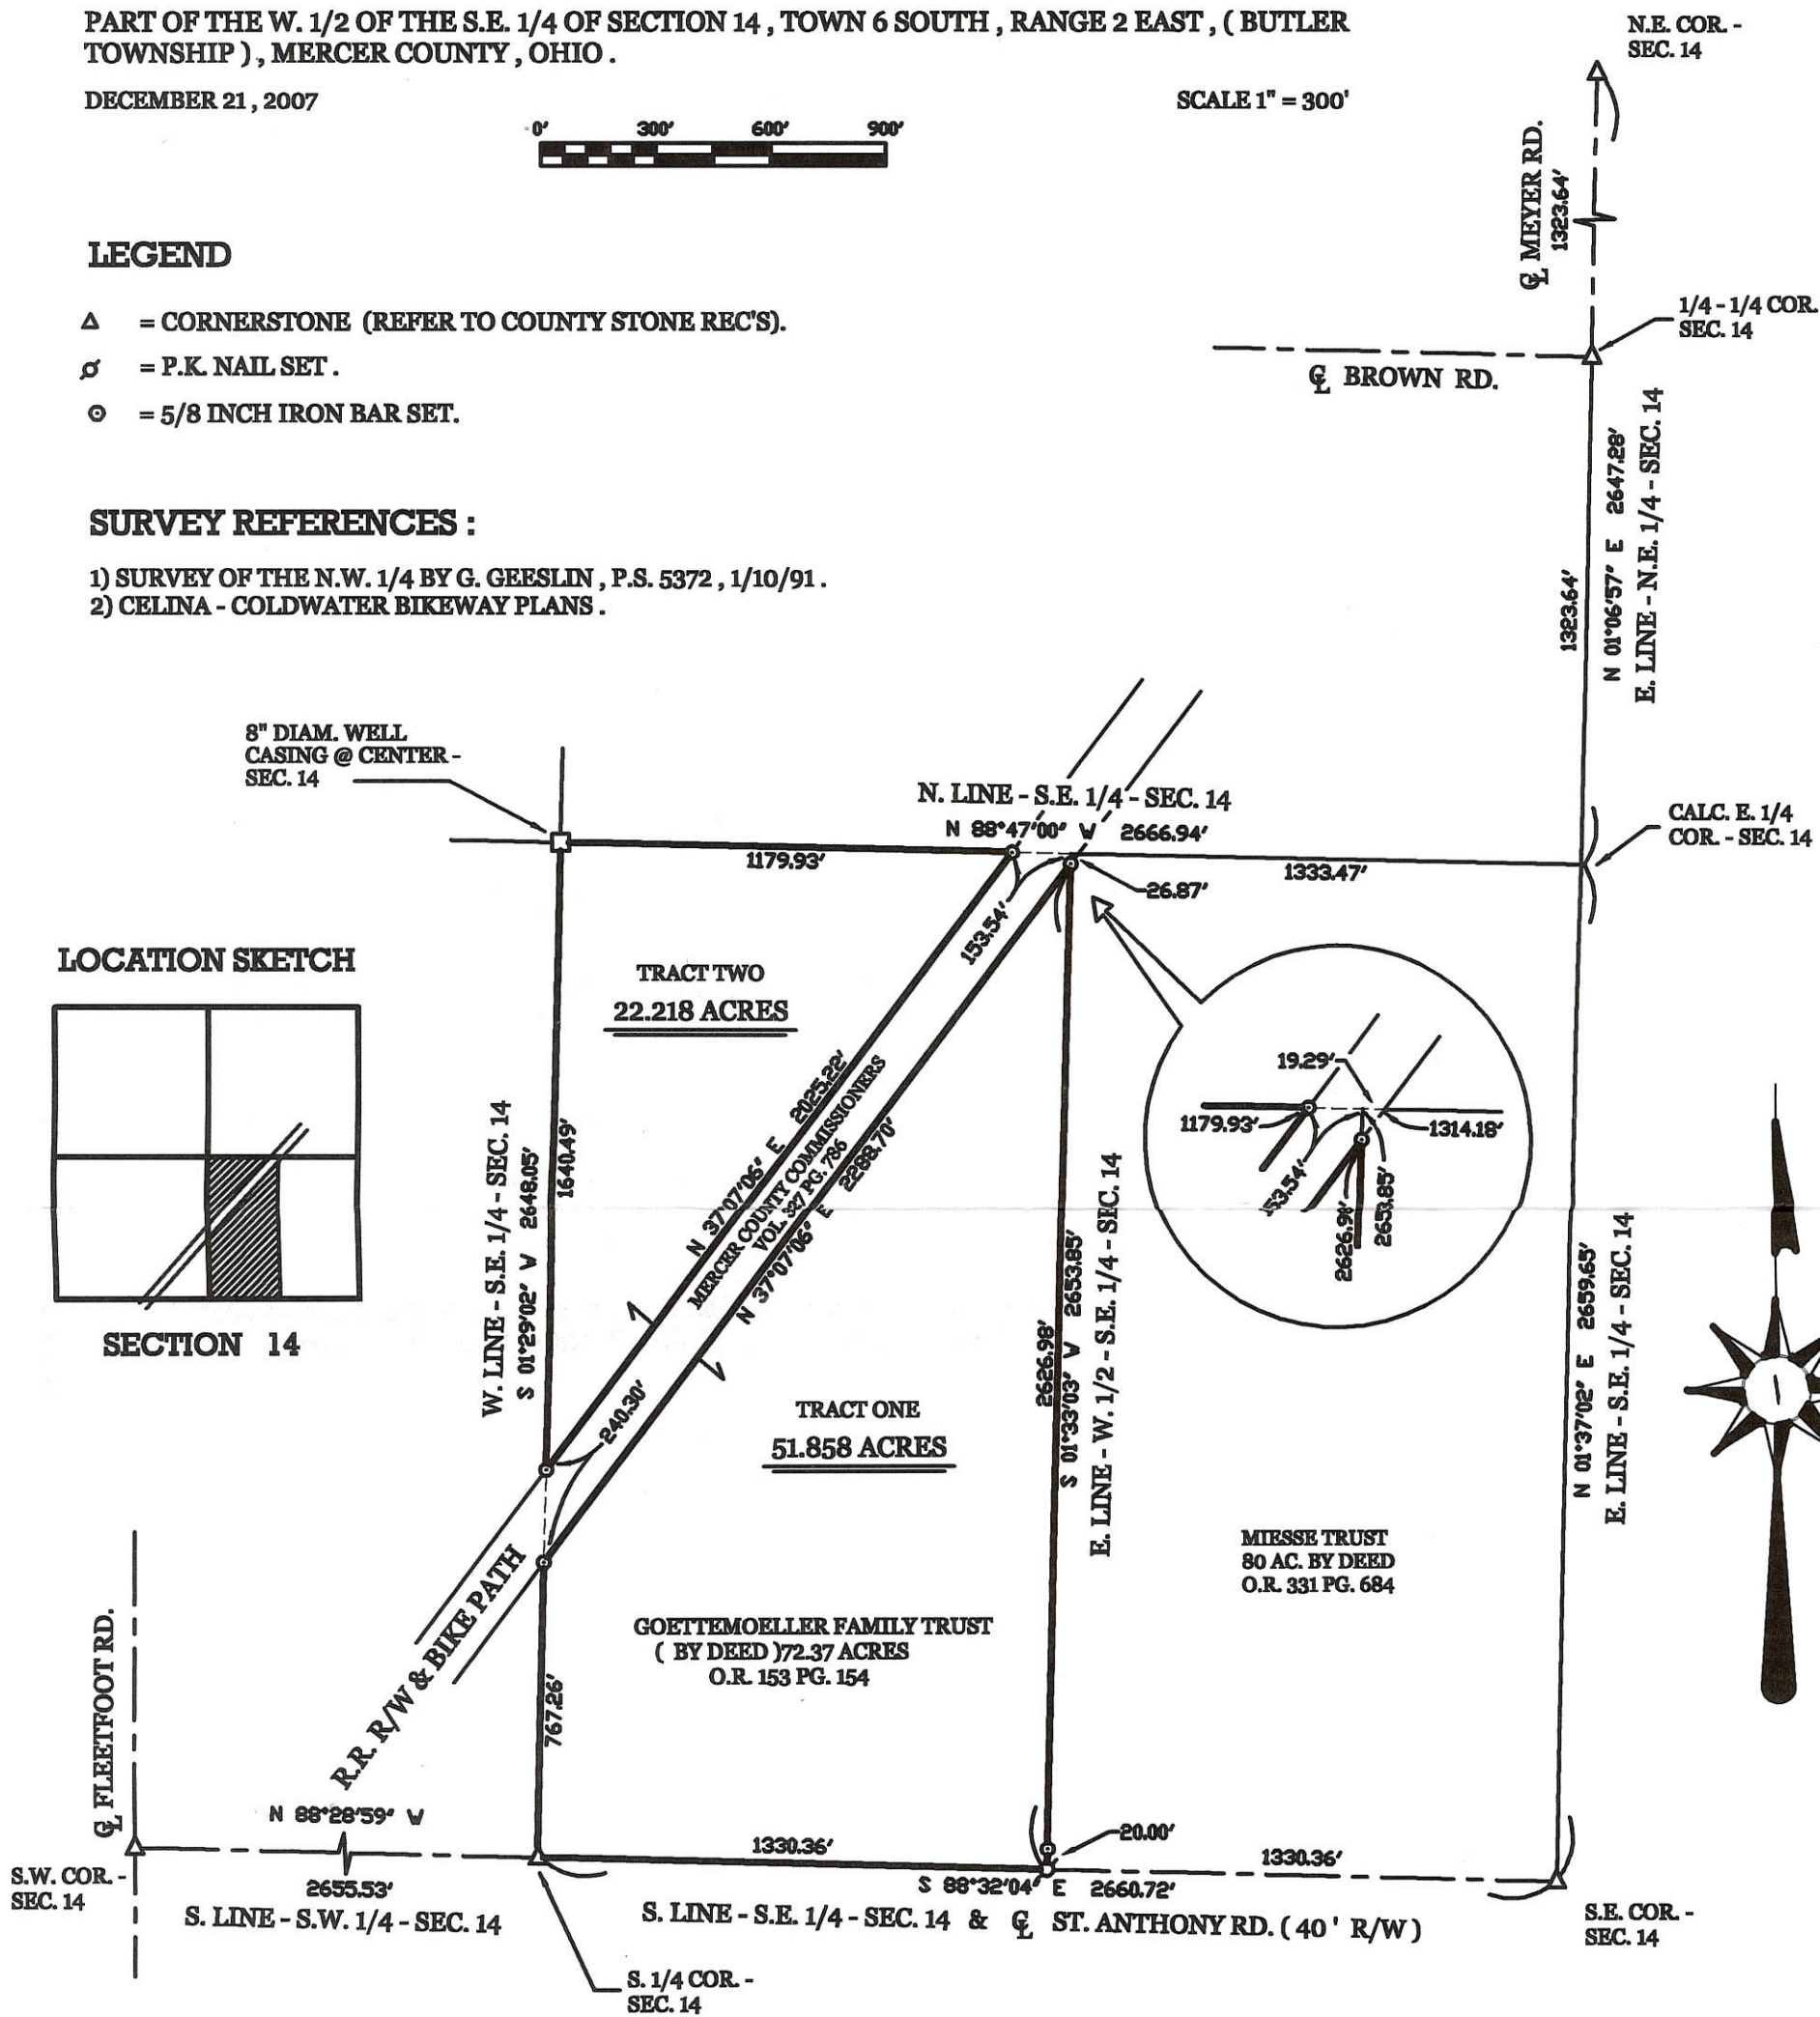 PART OF THE W. 1/2 OF THE S.E. 1/4 OF SECTION 14 , TOWN 6 SOUTH , RANGE 2 EAST , ( BUTLER
TOWNSHIP ) , MERCER COUNTY , OHIO .
DECEMBER 21 , 2007
SCALE 1" = 300'
0' 300' 600' 900'
N.E. COR. -
SEC. 14
℄ MEYER RD.
1323.64'
LEGEND
△ = CORNERSTONE (REFER TO COUNTY STONE REC'S).
= P.K. NAIL SET .
= 5/8 INCH IRON BAR SET.
1/4 - 1/4 COR.
SEC. 14
℄ BROWN RD.
SURVEY REFERENCES :
1) SURVEY OF THE N.W. 1/4 BY G. GEESLIN , P.S. 5372 , 1/10/91 .
2) CELINA - COLDWATER BIKEWAY PLANS .
1323.64'
N 01°06'57" E 2647.28'
E. LINE - N.E. 1/4 - SEC. 14
8" DIAM. WELL
CASING @ CENTER -
SEC. 14
N. LINE - S.E. 1/4 - SEC. 14
N 88°47'00" W 2666.94'
1179.93'
1333.47'
26.87'
CALC. E. 1/4
COR. - SEC. 14
153.54'
LOCATION SKETCH
SECTION 14
TRACT TWO
22.218 ACRES
W. LINE - S.E. 1/4 - SEC. 14
S 01°29'02" W 2648.05'
1640.49'
N 37°07'06" E 2025.22'
MERCER COUNTY COMMISSIONERS
VOL. 327 PG. 786
N 37°07'06" E 2288.70'
19.29'
1179.93'
1314.18'
153.54'
2626.98'
2653.85'
2626.98'
S 01°33'03" W 2653.85'
E. LINE - W. 1/2 - S.E. 1/4 - SEC. 14
N 01°37'02" E 2659.65'
E. LINE - S.E. 1/4 - SEC. 14
240.30'
TRACT ONE
51.858 ACRES
MIESSE TRUST
80 AC. BY DEED
O.R. 331 PG. 684
GOETTEMOELLER FAMILY TRUST
( BY DEED )72.37 ACRES
O.R. 153 PG. 154
R.R. R/W & BIKE PATH
767.26'
℄ FLEETFOOT RD.
N 88°28'59" W
2655.53'
S.W. COR. -
SEC. 14
S. LINE - S.W. 1/4 - SEC. 14
1330.36'
20.00'
1330.36'
S 88°32'04" E 2660.72'
S. LINE - S.E. 1/4 - SEC. 14 & ℄ ST. ANTHONY RD. ( 40 ' R/W )
S.E. COR. -
SEC. 14
S. 1/4 COR. -
SEC. 14